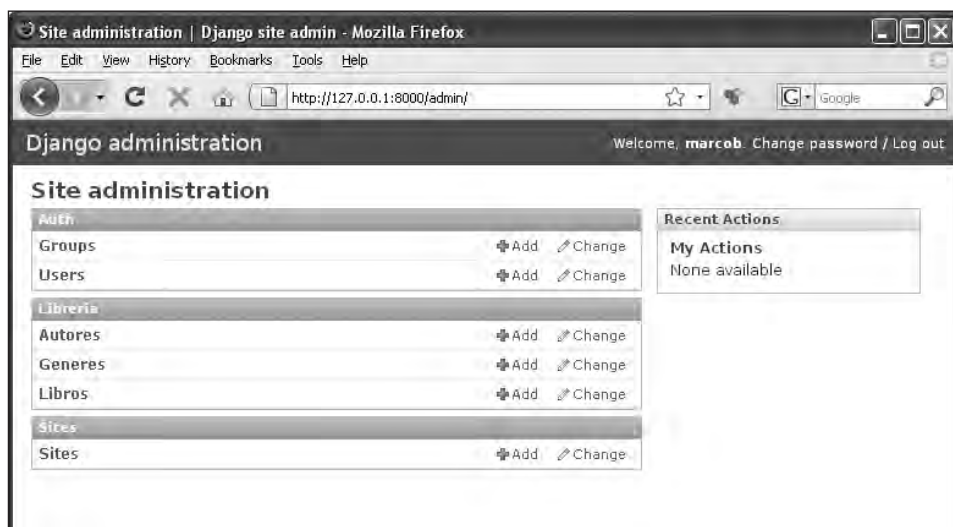 Site administration | Django site admin - Mozilla Firefox
File Edit View History Bookmarks Tools Help
http://127.0.0.1:8000/admin/
G Google
Django administration
Welcome, marcob. Change password / Log out
Site administration
Auth
Groups Add Change
Users Add Change
Libreria
Autores Add Change
Generes Add Change
Libros Add Change
Sites
Sites Add Change
Recent Actions
My Actions
None available